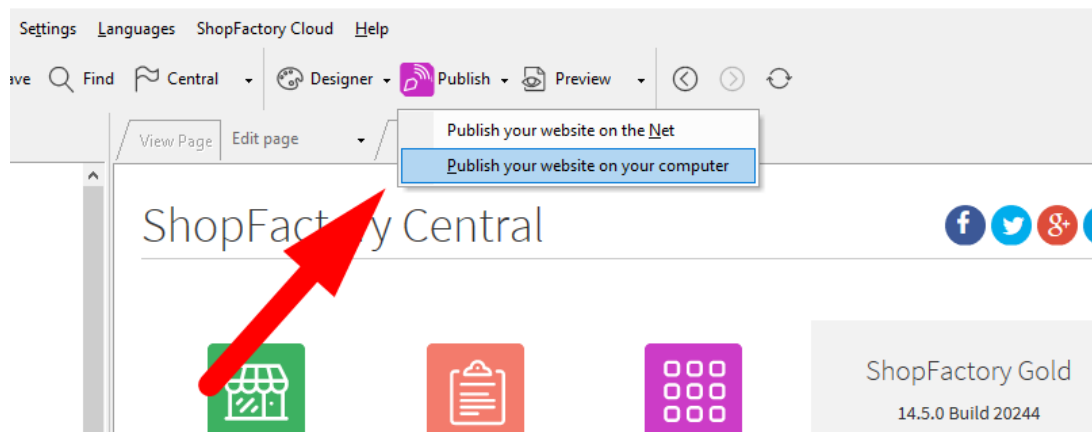 Settings Languages ShopFactory Cloud Help
ave Find Central Designer Publish Preview
Publish your website on the Net
View Page Edit page
Publish your website on your computer
ShopFactory Central
f 8+
ShopFactory Gold
14.5.0 Build 20244